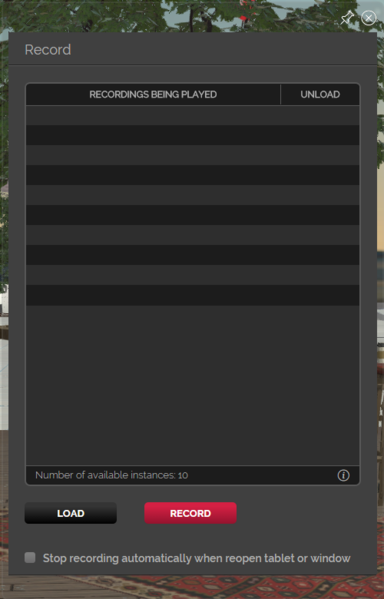 Record
RECORDINGS BEING PLAYED UNLOAD
Number of available instances: 10
LOAD RECORD
Stop recording automatically when reopen tablet or window